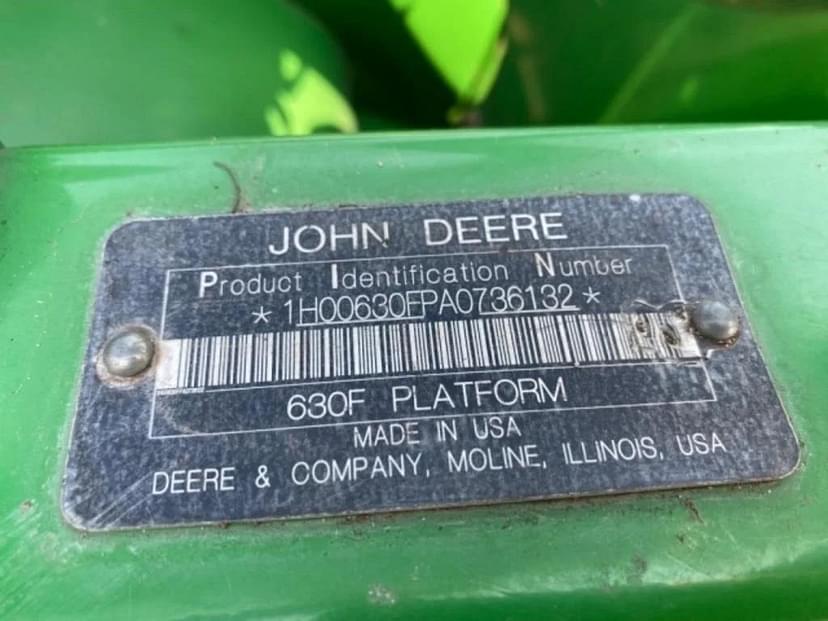 JOHN DEERE
Product Identification Number
* 1H00630FPA0736132 *
630F PLATFORM
MADE IN USA
DEERE & COMPANY, MOLINE, ILLINOIS, USA